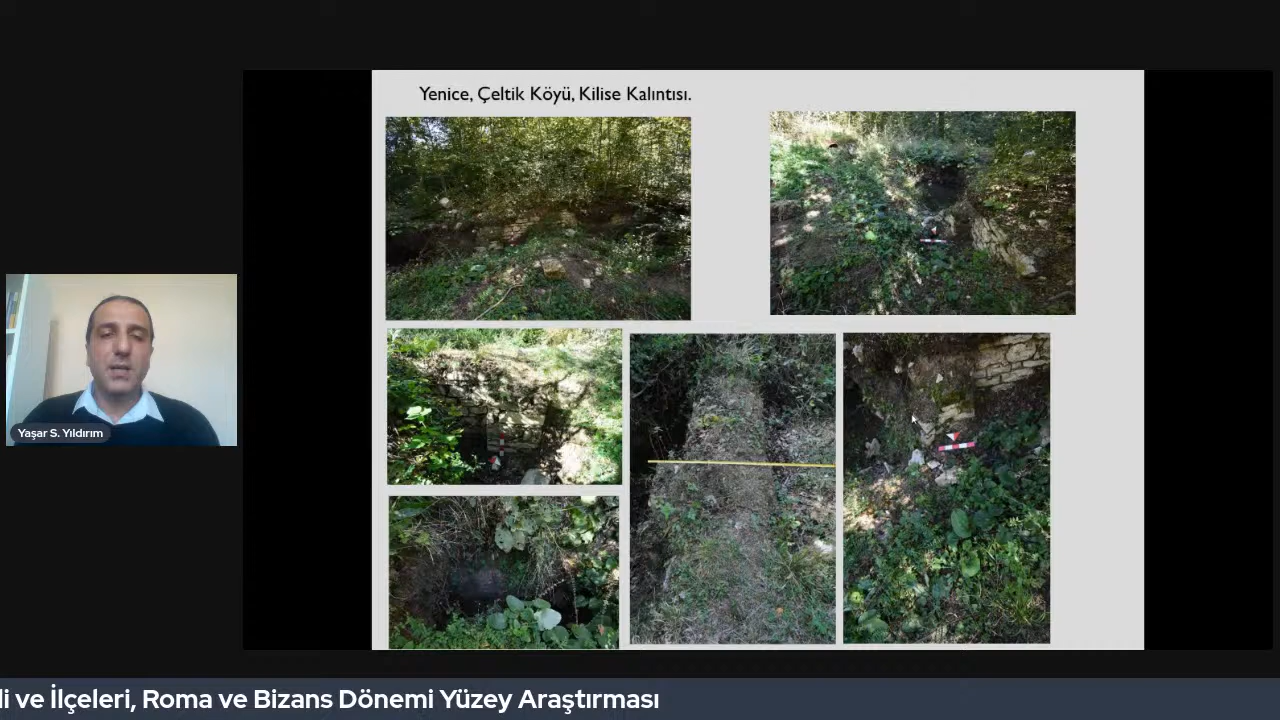 Yenice, Çeltik Köyü, Kilise Kalıntısı.
Yaşar S. Yıldırım
li ve İlçeleri, Roma ve Bizans Dönemi Yüzey Araştırması